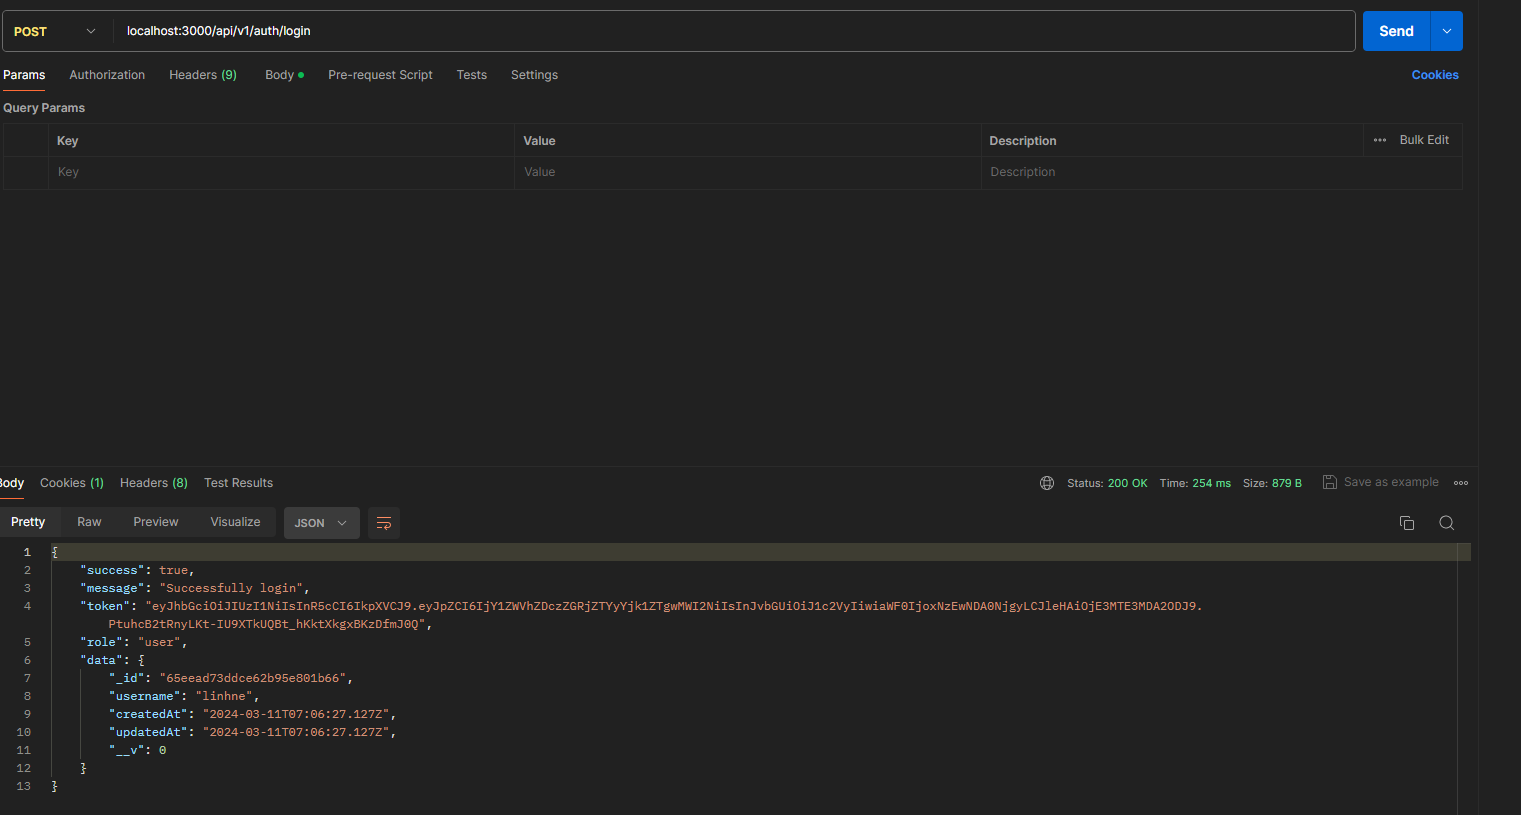 POST localhost:3000/api/v1/auth/login Send
Params Authorization Headers (9) Body Pre-request Script Tests Settings Cookies
Query Params
Key Value Description Bulk Edit
Key Value Description
Body Cookies (1) Headers (8) Test Results Status: 200 OK Time: 254 ms Size: 879 B Save as example
Pretty Raw Preview Visualize JSON
1 {
2 "success": true,
3 "message": "Successfully login",
4 "token": "eyJhbGciOiJIUzI1NiIsInR5cCI6IkpXVCJ9.eyJpZCI6IjY1ZWVhZDczZGRjZTYyYjk1ZTgwMWI2NiIsInJvbGUiOiJ1c2VyIiwiaWF0IjoxNzEwNDA0NjgyLCJleHAiOjE3MTE3MDA2ODJ9.
PtuhcB2tRnyLKt-IU9XTkUQBt_hKktXkgxBKzDfmJ0Q",
5 "role": "user",
6 "data": {
7 "_id": "65eead73ddce62b95e801b66",
8 "username": "linhne",
9 "createdAt": "2024-03-11T07:06:27.127Z",
10 "updatedAt": "2024-03-11T07:06:27.127Z",
11 "__v": 0
12 }
13 }